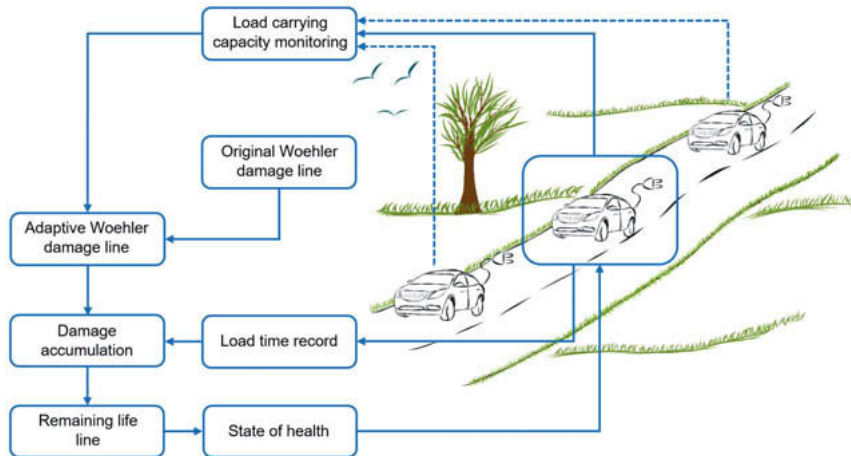 Load carrying
capacity monitoring
Original Woehler
damage line
Adaptive Woehler
damage line
Damage
accumulation
Load time record
Remaining life
line
State of health